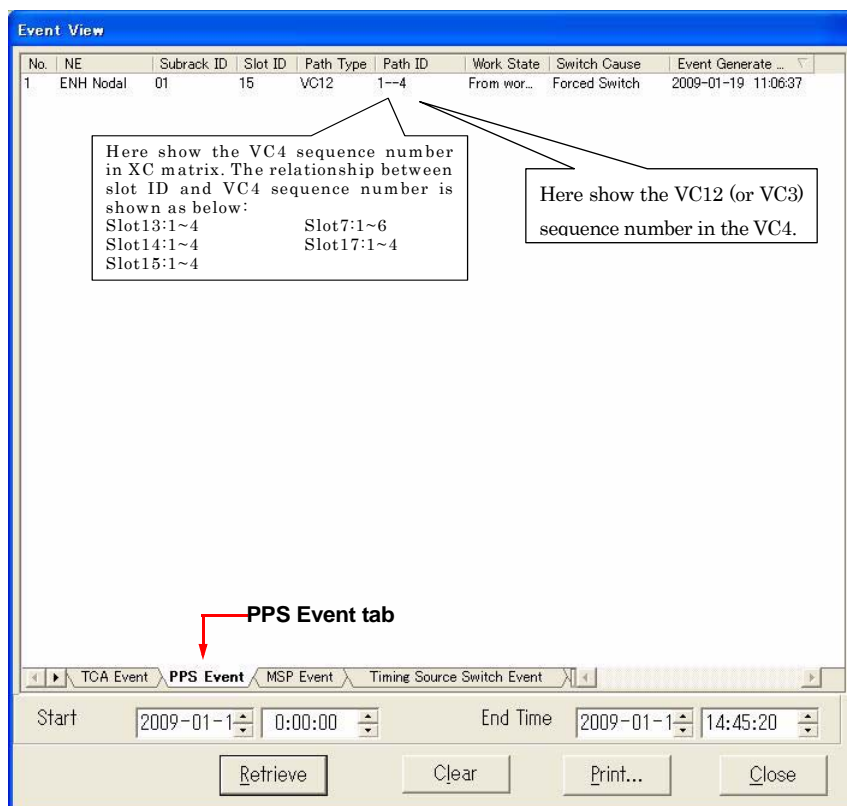 Event View
No. NE Subrack ID Slot ID Path Type Path ID Work State Switch Cause Event Generate ...
1 ENH Nodal 01 15 VC12 1--4 From wor... Forced Switch 2009-01-19 11:06:37
Here show the VC4 sequence number
in XC matrix. The relationship between
slot ID and VC4 sequence number is
shown as below:
Slot13:1~4 Slot7:1~6
Slot14:1~4 Slot17:1~4
Slot15:1~4
Here show the VC12 (or VC3)
sequence number in the VC4.
PPS Event tab
TCA Event PPS Event MSP Event Timing Source Switch Event
Start 2009-01-1 0:00:00 End Time 2009-01-1 14:45:20
Retrieve Clear Print... Close